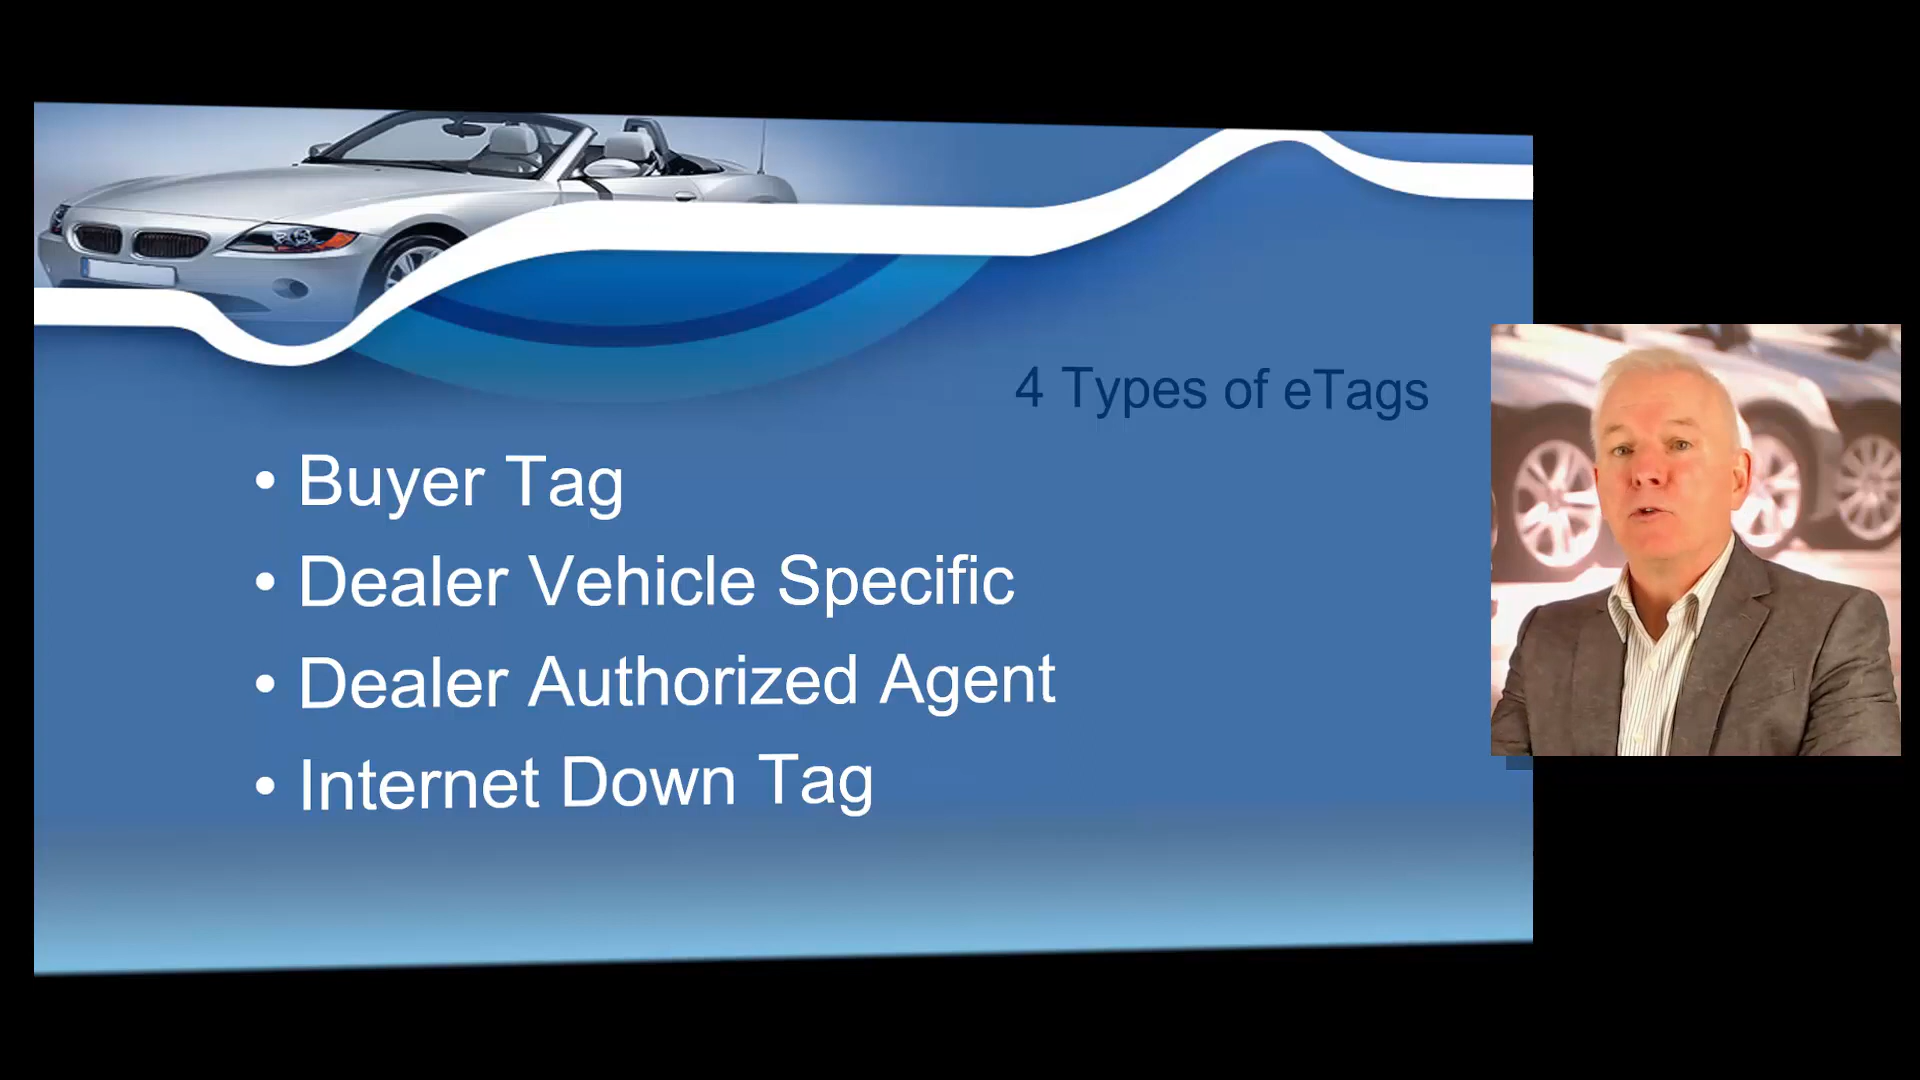 4 Types of eTags
• Buyer Tag
• Dealer Vehicle Specific
• Dealer Authorized Agent
• Internet Down Tag